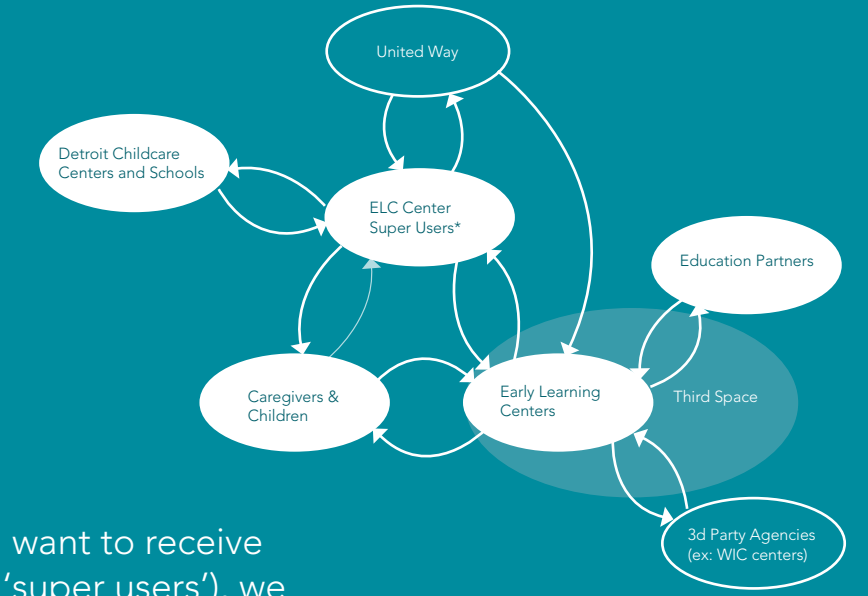 United Way
Detroit Childcare
Centers and Schools
ELC Center
Super Users*
Education Partners
Caregivers &
Children
Early Learning
Centers
Third Space
3d Party Agencies
(ex: WIC centers)
want to receive
'super users'), we